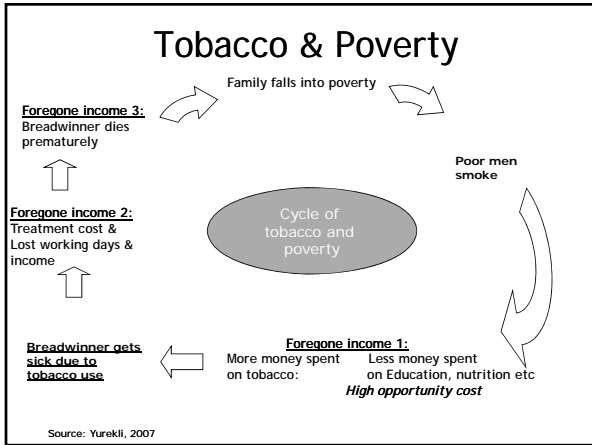 Tobacco & Poverty
Family falls into poverty
Poor men
smoke
Foregone income 1:
More money spent
on tobacco:
Less money spent
on Education, nutrition etc
High opportunity cost
Breadwinner gets
sick due to
tobacco use
Foregone income 2:
Treatment cost &
Lost working days &
income
Foregone income 3:
Breadwinner dies
prematurely
Cycle of
tobacco and
poverty
Source: Yurekli, 2007